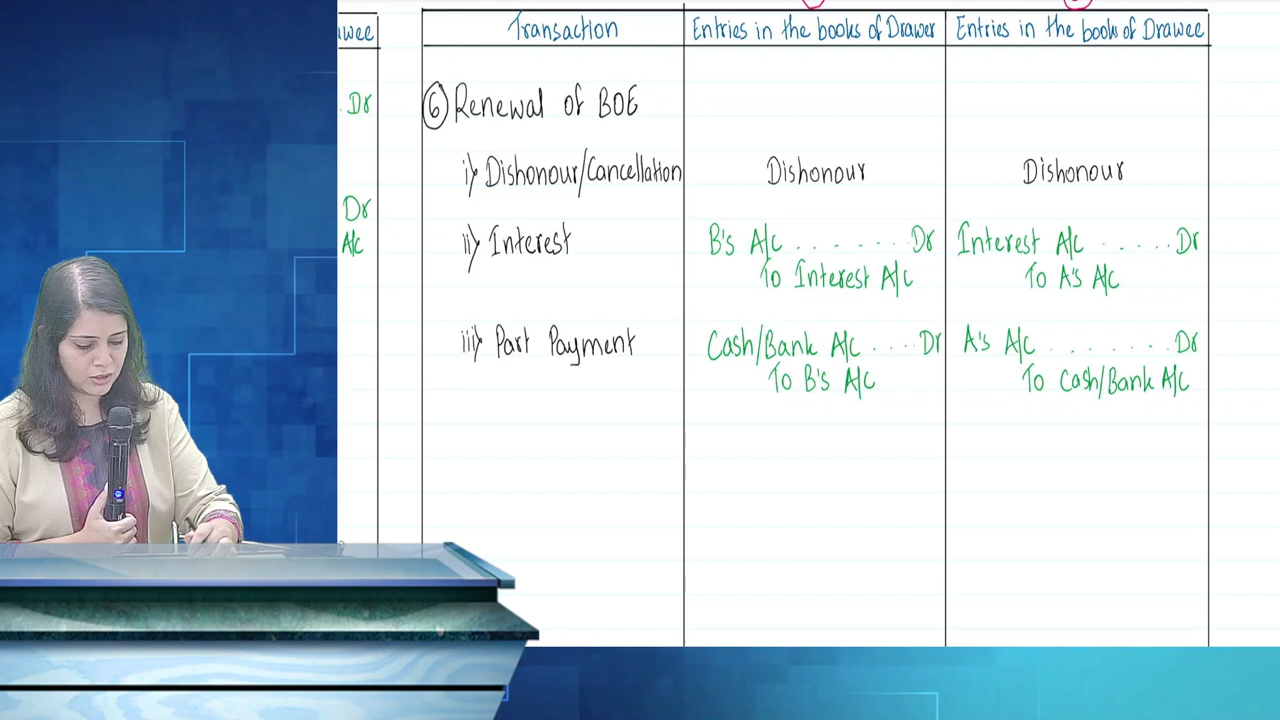 awee
Dr
Dr
A/c
Transaction
Entries in the books of Drawer
Entries in the books of Drawee
6 Renewal of BOE
i) Dishonour/Cancellation
Dishonour
Dishonour
ii) Interest
B's A/c ....... Dr
To Interest A/c
Interest A/c ..... Dr
To A's A/c
iii) Part Payment
Cash/Bank A/c .... Dr
To B's A/c
A's A/c ....... Dr
To Cash/Bank A/c